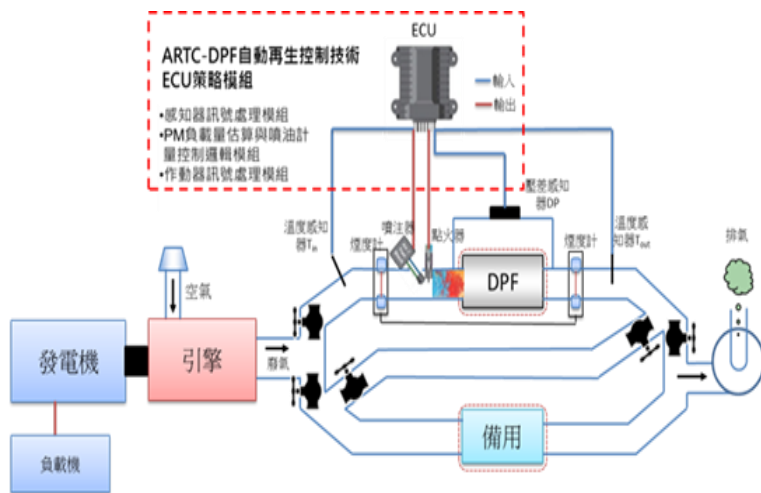 ECU
ARTC-DPF自動再生控制技術
ECU策略模組
•感知器訊號處理模組
•PM負載量估算與噴油計
量控制邏輯模組
•作動器訊號處理模組
輸入
輸出
壓差感知
器DP
溫度感知
器Tin
噴注器
點火器
煙度計
煙度計
溫度感
知器Tout
排氣
空氣
DPF
發電機
引擎
廢氣
備用
負載機